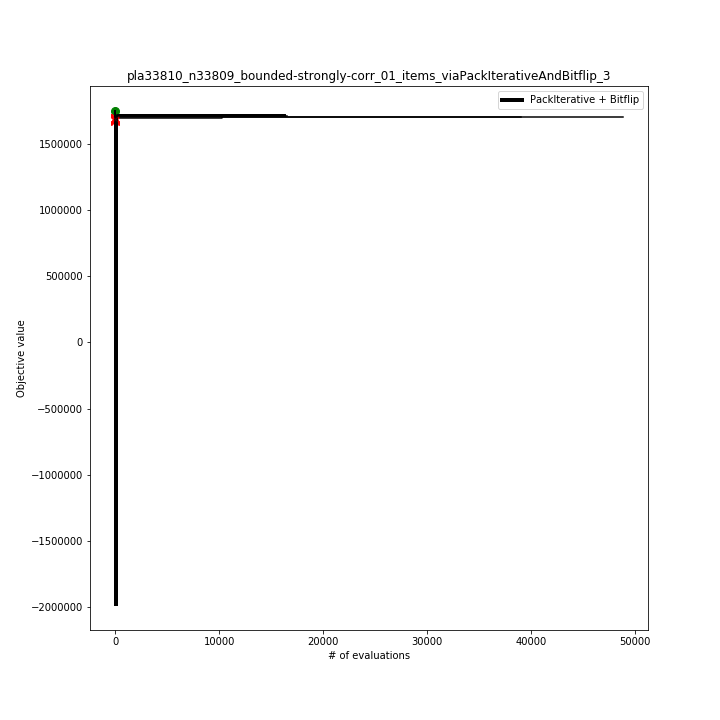 pla33810_n33809_bounded-strongly-corr_01_items_viaPackIterativeAndBitflip_3
PackIterative + Bitflip
1500000
1000000
500000
0
−500000
−1000000
−1500000
−2000000
Objective value
0 10000 20000 30000 40000 50000
# of evaluations